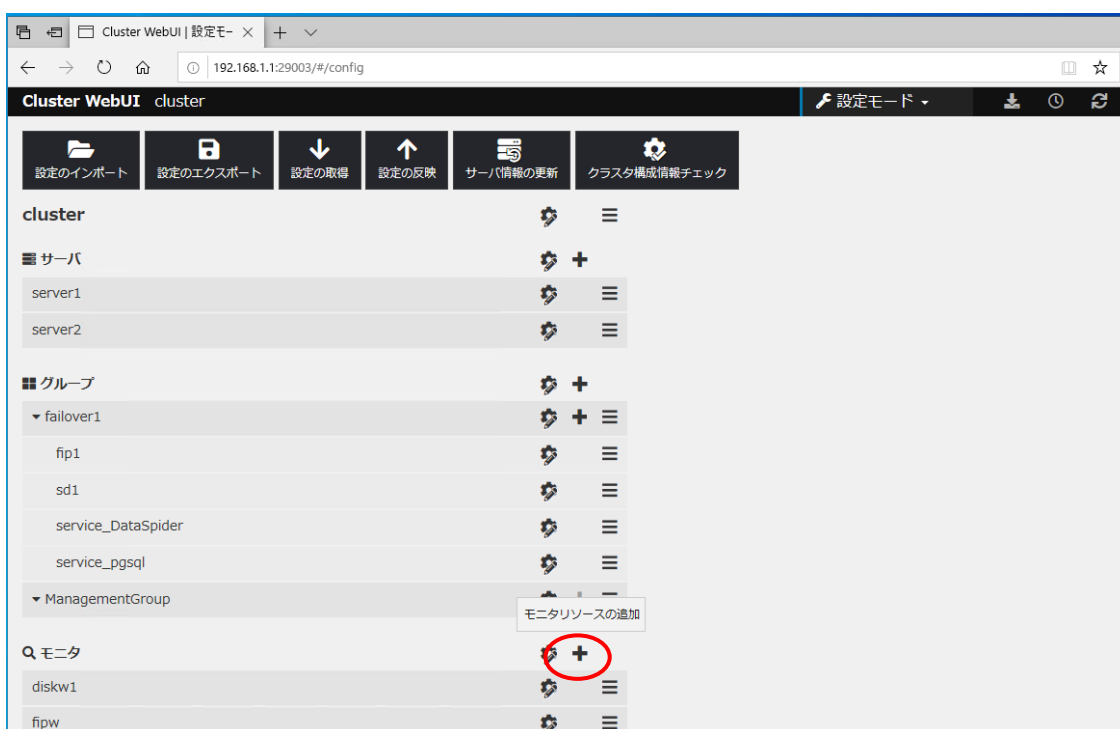 Cluster WebUI | 設定モー
192.168.1.1:29003/#/config
Cluster WebUI cluster 設定モード
設定のインポート 設定のエクスポート 設定の取得 設定の反映 サーバ情報の更新 クラスタ構成情報チェック
cluster
サーバ
server1
server2
グループ
failover1
fip1
sd1
service_DataSpider
service_pgsql
ManagementGroup
モニタリソースの追加
モニタ
diskw1
fipw